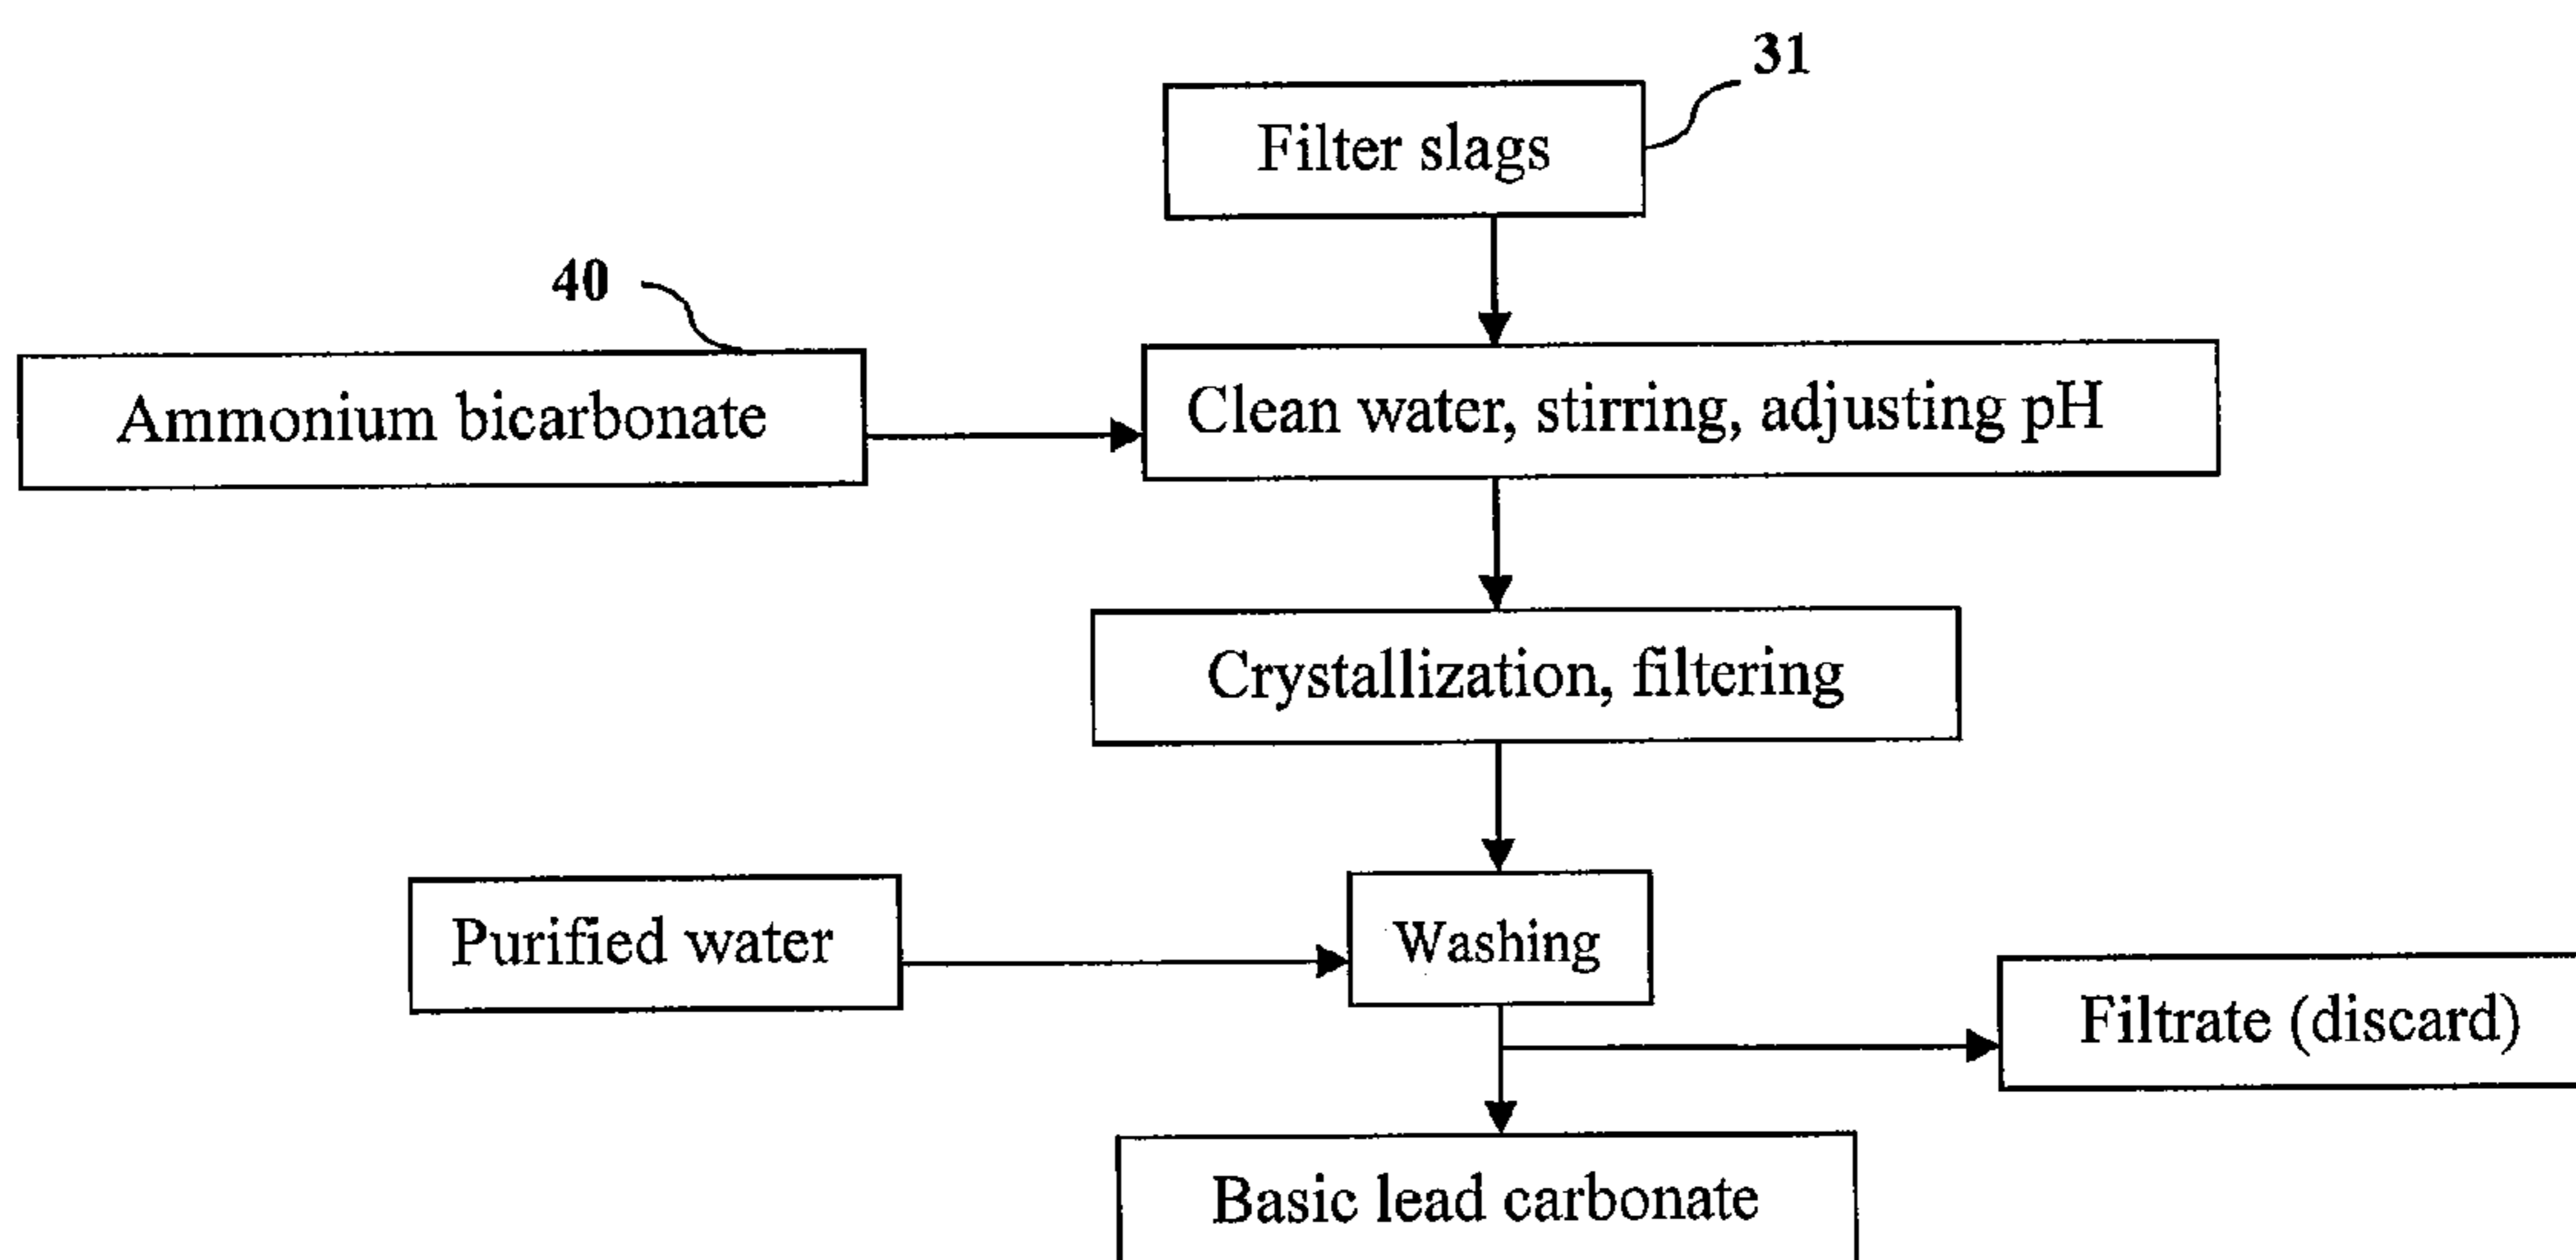 31
Filter slags
40
Ammonium bicarbonate
Clean water, stirring, adjusting pH
Crystallization, filtering
Purified water
Washing
Filtrate (discard)
Basic lead carbonate